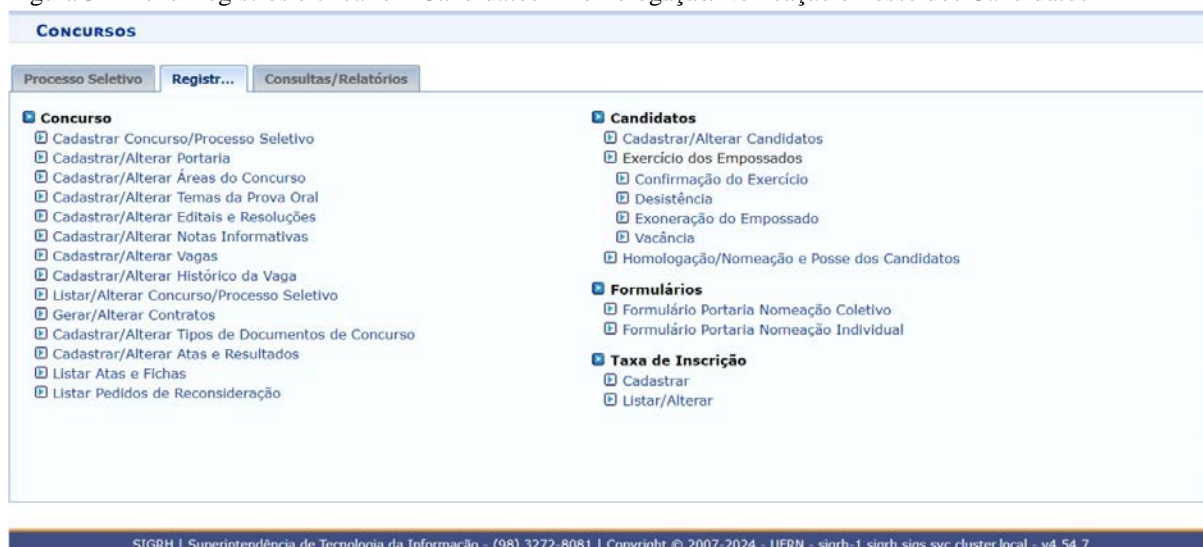 CONCURSOS
Processo Seletivo
Registr...
Consultas/Relatórios
Concurso
Cadastrar Concurso/Processo Seletivo
Cadastrar/Alterar Portaria
Cadastrar/Alterar Áreas do Concurso
Cadastrar/Alterar Temas da Prova Oral
Cadastrar/Alterar Editais e Resoluções
Cadastrar/Alterar Notas Informativas
Cadastrar/Alterar Vagas
Cadastrar/Alterar Histórico da Vaga
Listar/Alterar Concurso/Processo Seletivo
Gerar/Alterar Contratos
Cadastrar/Alterar Tipos de Documentos de Concurso
Cadastrar/Alterar Atas e Resultados
Listar Atas e Fichas
Listar Pedidos de Reconsideração
Candidatos
Cadastrar/Alterar Candidatos
Exercício dos Empossados
Confirmação do Exercício
Desistência
Exoneração do Empossado
Vacância
Homologação/Nomeação e Posse dos Candidatos
Formulários
Formulário Portaria Nomeação Coletivo
Formulário Portaria Nomeação Individual
Taxa de Inscrição
Cadastrar
Listar/Alterar
SIGRH | Superintendência de Tecnologia da Informação - (98) 3272-8081 | Copyright © 2007-2024 - UFRN - sigrh-1.sigrh.sigs.svc.cluster.local - v4.54.7